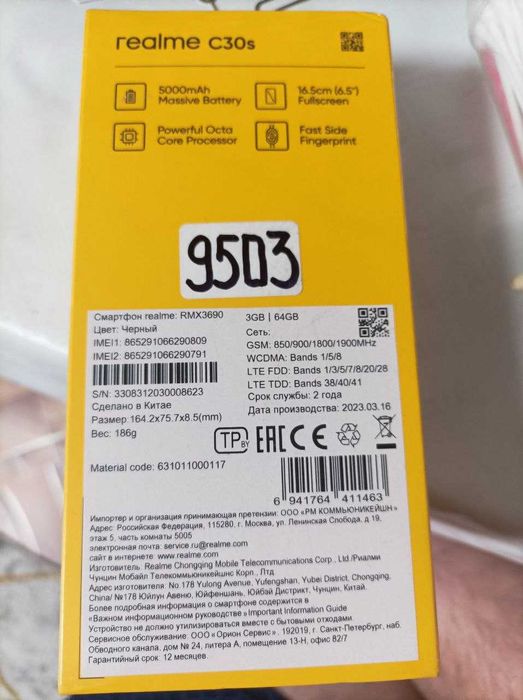 realme C30s
5000mAh
Massive Battery
16.5cm (6.5")
Fullscreen
Powerful Octa
Core Processor
Fast Side
Fingerprint
9503
Смартфон realme: RMX3690
Цвет: Черный
IMEI1: 865291066290809
IMEI2: 865291066290791
S/N: 3308312030008623
Сделано в Китае
Размер: 164.2x75.7x8.5(mm)
Вес: 186g
3GB | 64GB
Сеть:
GSM: 850/900/1800/1900MHz
WCDMA: Bands 1/5/8
LTE FDD: Bands 1/3/5/7/8/20/28
LTE TDD: Bands 38/40/41
Срок службы: 2 года
Дата производства: 2023.03.16
TP BY EAC CE
Material code: 631011000117
6 941764 411463
Импортер и организация принимающая претензии: ООО «РМ КОММЬЮНИКЕЙШН»
Адрес: Российская Федерация, 115280. г. Москва, ул. Ленинская Слобода, д 19,
этаж 5, часть комнаты 5005
электронная почта: service.ru@realme.com
сайт в интернете: www.realme.com
Изготовитель: Realme Chongqing Mobile Telecommunications Corp., Ltd./Риалми
Чунцин Мобайл Телекоммьюникейшнс Корп., Лтд
Адрес изготовителя: No.178 Yulong Avenue, Yufengshan, Yubei District, Chongqing,
China/ №178 Юйлун Авеню, Юйфеншань, Юйбэй Дистрикт, Чунцин, Китай.
Более подробная информация о смартфоне содержится в
«Важном информационном руководстве » Important Information Guide
Устройство не должно утилизироваться вместе с бытовыми отходами.
Сервисное обслуживание: ООО «Орион Сервис», 192019, г. Санкт-Петербург, наб.
Обводного канала, дом № 24, литера А, помещение 13-Н, офис 82/7
Гарантийный срок: 12 месяцев.